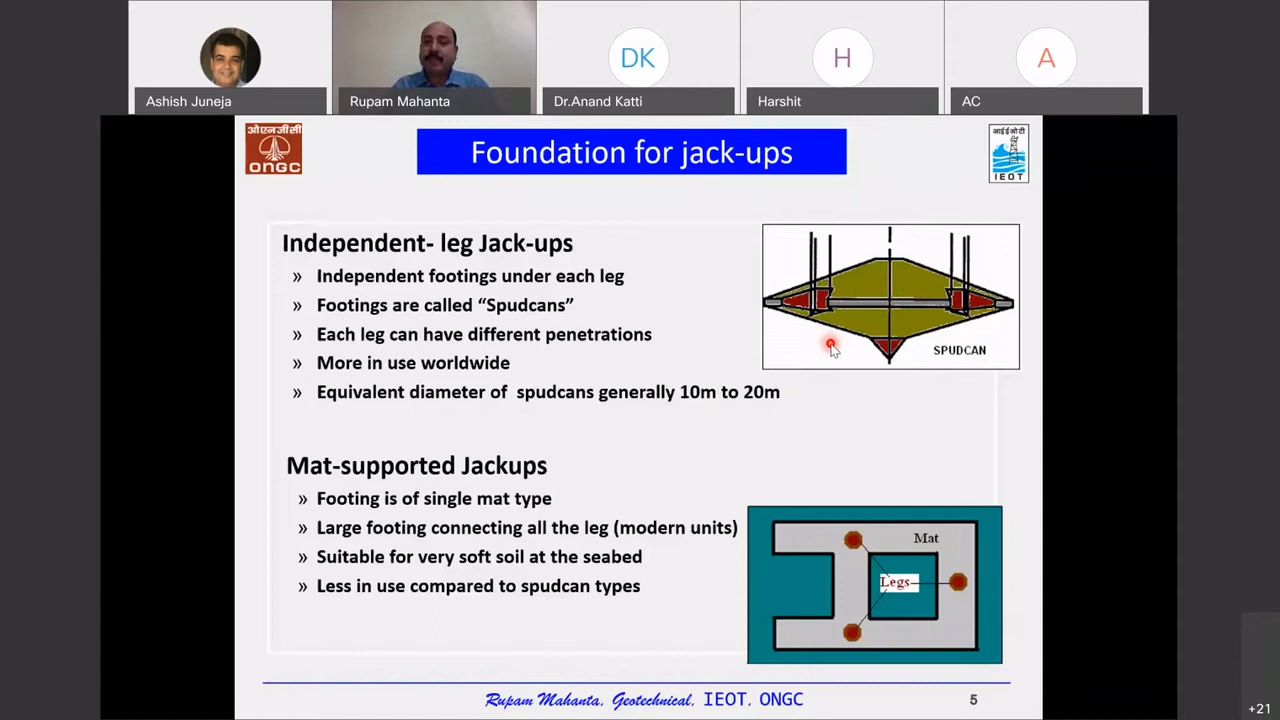 DK
H
A
Ashish Juneja
Rupam Mahanta
Dr.Anand Katti
Harshit
AC
ओएनजीसी
ONGC
Foundation for jack-ups
आईईओटी
IEOT
Independent- leg Jack-ups
» Independent footings under each leg
» Footings are called “Spudcans”
» Each leg can have different penetrations
» More in use worldwide
» Equivalent diameter of spudcans generally 10m to 20m
SPUDCAN
Mat-supported Jackups
» Footing is of single mat type
» Large footing connecting all the leg (modern units)
» Suitable for very soft soil at the seabed
» Less in use compared to spudcan types
Mat
Legs
Rupam Mahanta, Geotechnical, IEOT, ONGC
5
+21